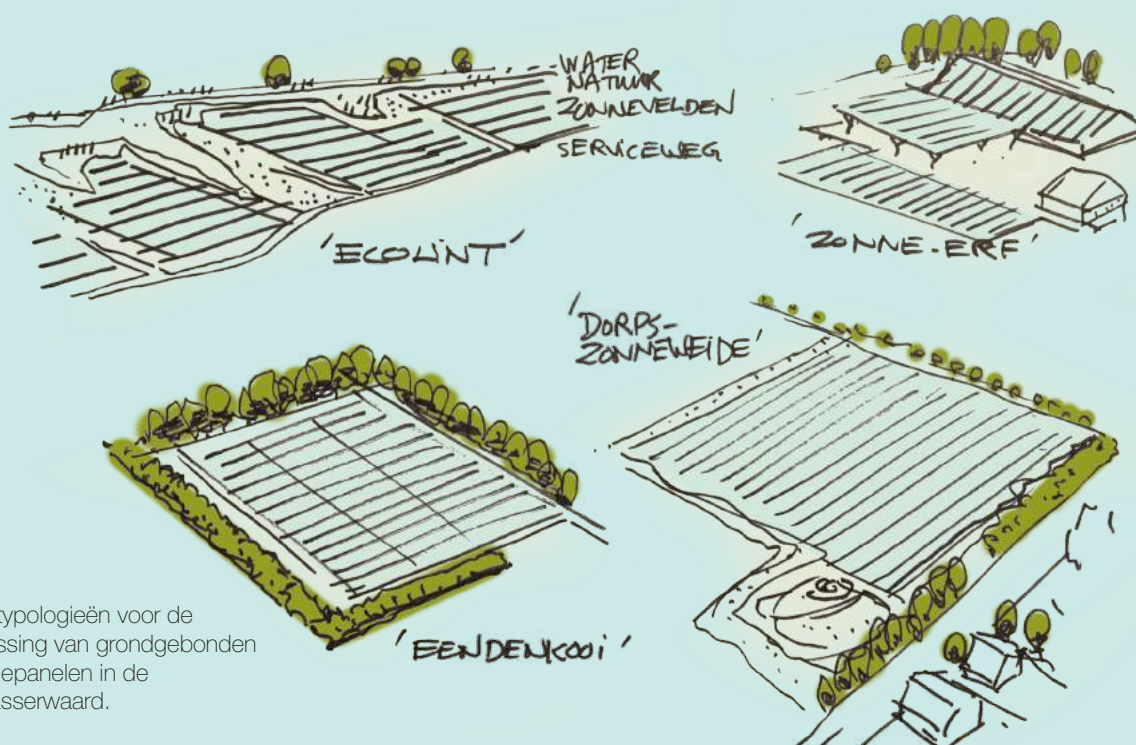 WATER
NATUUR
ZONNEVELDEN
SERVICEWEG
'ECOLINT'
'ZONNE-ERF'
'DORPS-
ZONNEWEIDE'
'EENDENKOOI'
typologieën voor de
ssing van grondgebonden
epanelen in de
sserwaard.